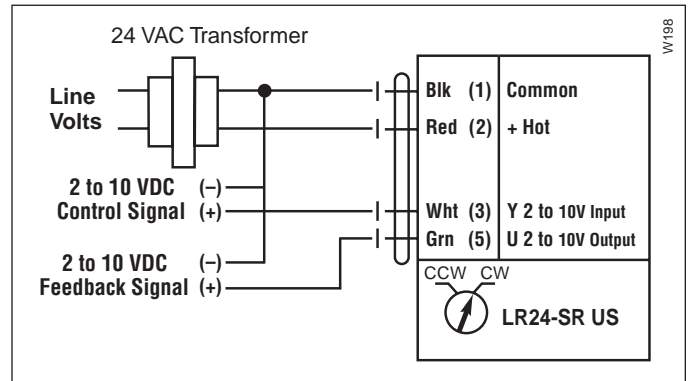 24 VAC Transformer
W198
Line
Volts
Blk (1) Common
Red (2) + Hot
2 to 10 VDC (–)
Control Signal (+)
Wht (3) Y 2 to 10V Input
Grn (5) U 2 to 10V Output
2 to 10 VDC (–)
Feedback Signal (+)
CCW CW
LR24-SR US